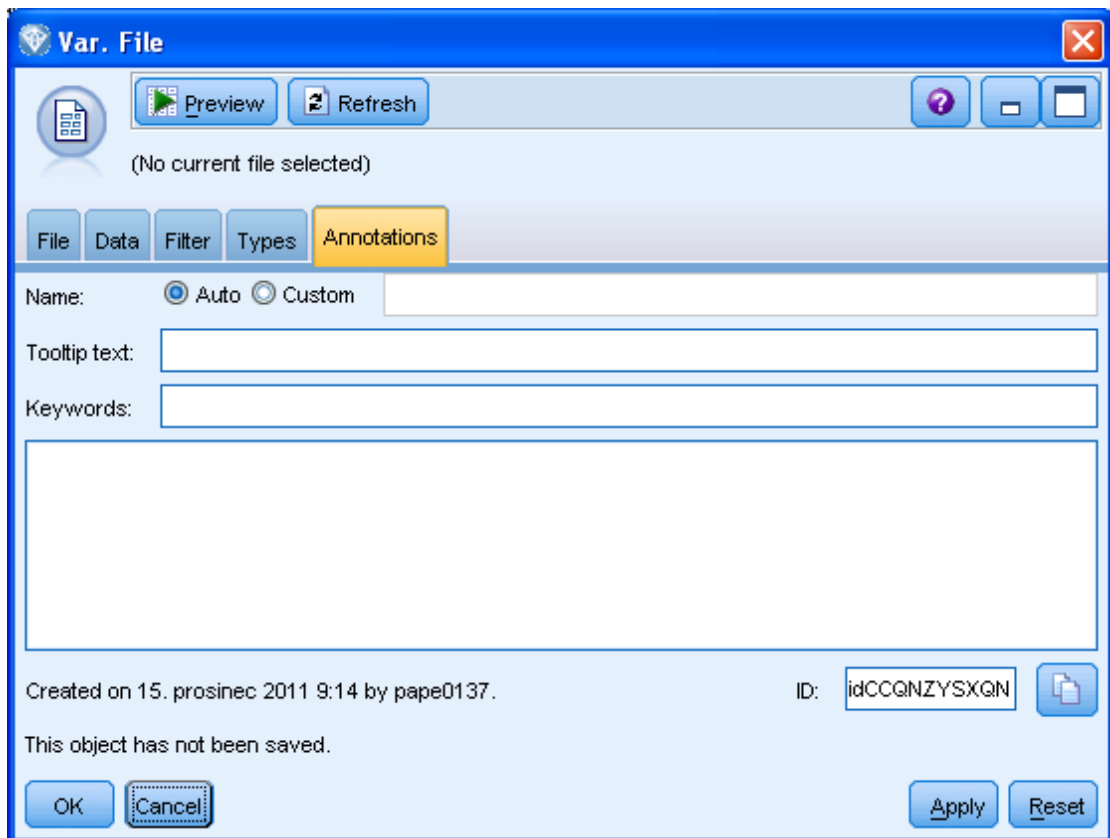 Var. File
Preview Refresh
(No current file selected)
File Data Filter Types Annotations
Name: Auto Custom
Tooltip text:
Keywords:
Created on 15. prosinec 2011 9:14 by pape0137. ID: idCCQNZYSXQN
This object has not been saved.
OK Cancel Apply Reset